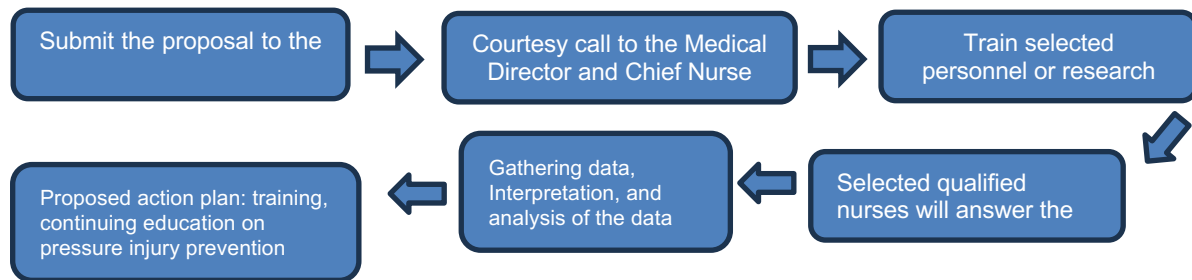 Submit the proposal to the
Courtesy call to the Medical
Director and Chief Nurse
Train selected
personnel or research
Selected qualified
nurses will answer the
Gathering data,
Interpretation, and
analysis of the data
Proposed action plan: training,
continuing education on
pressure injury prevention